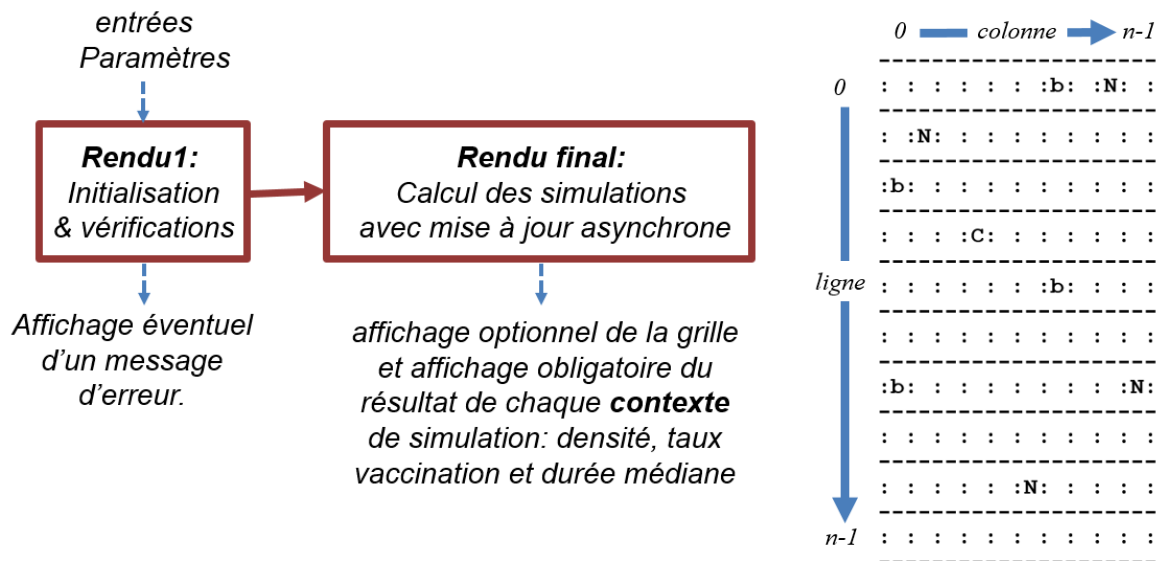 entrées
Paramètres
Rendu1:
Initialisation
& vérifications
Affichage éventuel
d'un message
d'erreur.
Rendu final:
Calcul des simulations
avec mise à jour asynchrone
affichage optionnel de la grille
et affichage obligatoire du
résultat de chaque contexte
de simulation: densité, taux
vaccination et durée médiane
0 colonne n-1
0
ligne
n-1
---------------------
: : : : : : :b: :N: :
---------------------
: :N: : : : : : : : :
---------------------
:b: : : : : : : : : :
---------------------
: : : :C: : : : : : :
---------------------
: : : : : : :b: : : :
---------------------
: : : : : : : : : : :
---------------------
:b: : : : : : : : :N:
---------------------
: : : : : : : : : : :
---------------------
: : : : : :N: : : : :
---------------------
: : : : : : : : : : :
---------------------